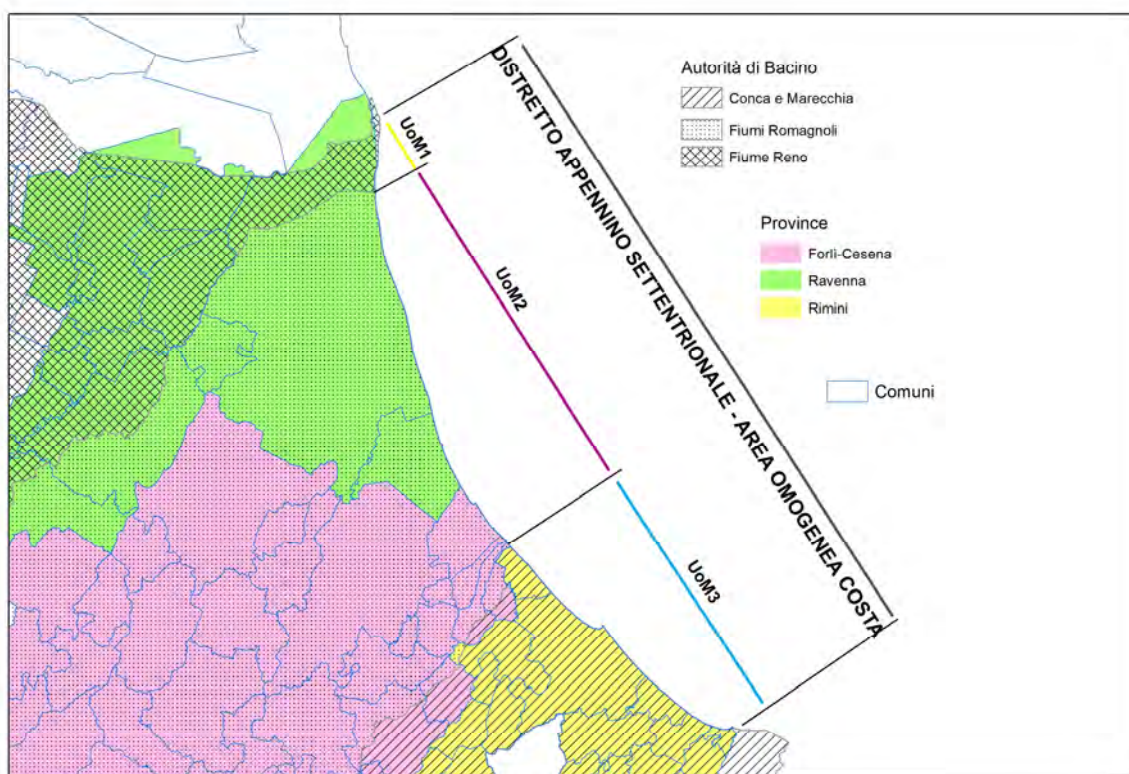 DISTRETTO APPENNINO SETTENTRIONALE - AREA OMOGENEA COSTA
UoM1
UoM2
UoM3
Autorità di Bacino
Conca e Marecchia
Fiumi Romagnoli
Fiume Reno
Province
Forlì-Cesena
Ravenna
Rimini
Comuni